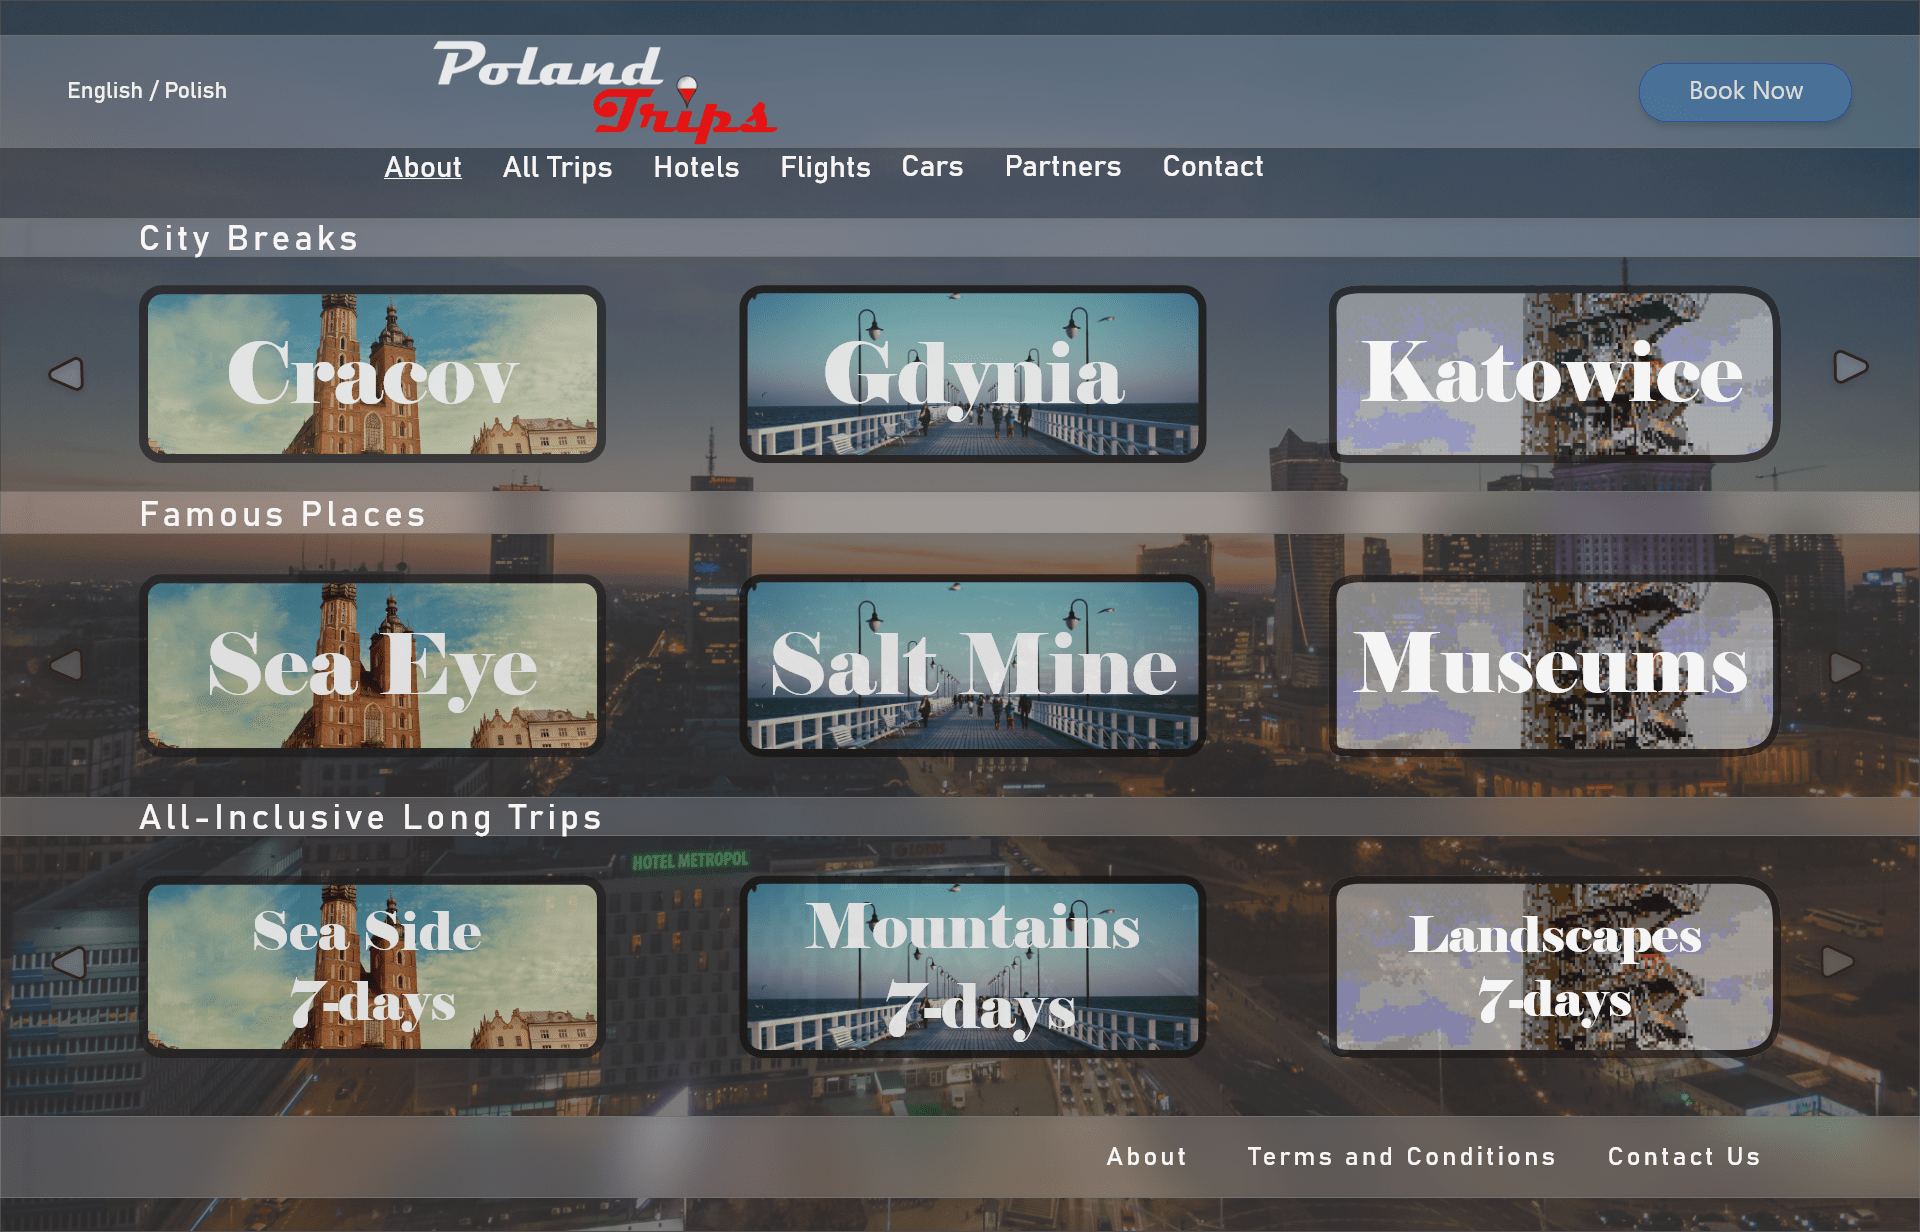 English / Polish
Poland
Trips
Book Now
About All Trips Hotels Flights Cars Partners Contact
City Breaks
Cracov Gdynia Katowice
Famous Places
Sea Eye Salt Mine Museums
All-Inclusive Long Trips
HOTEL METROPOL
LOTUS
Sea Side
7-days
Mountains
7-days
Landscapes
7-days
About Terms and Conditions Contact Us